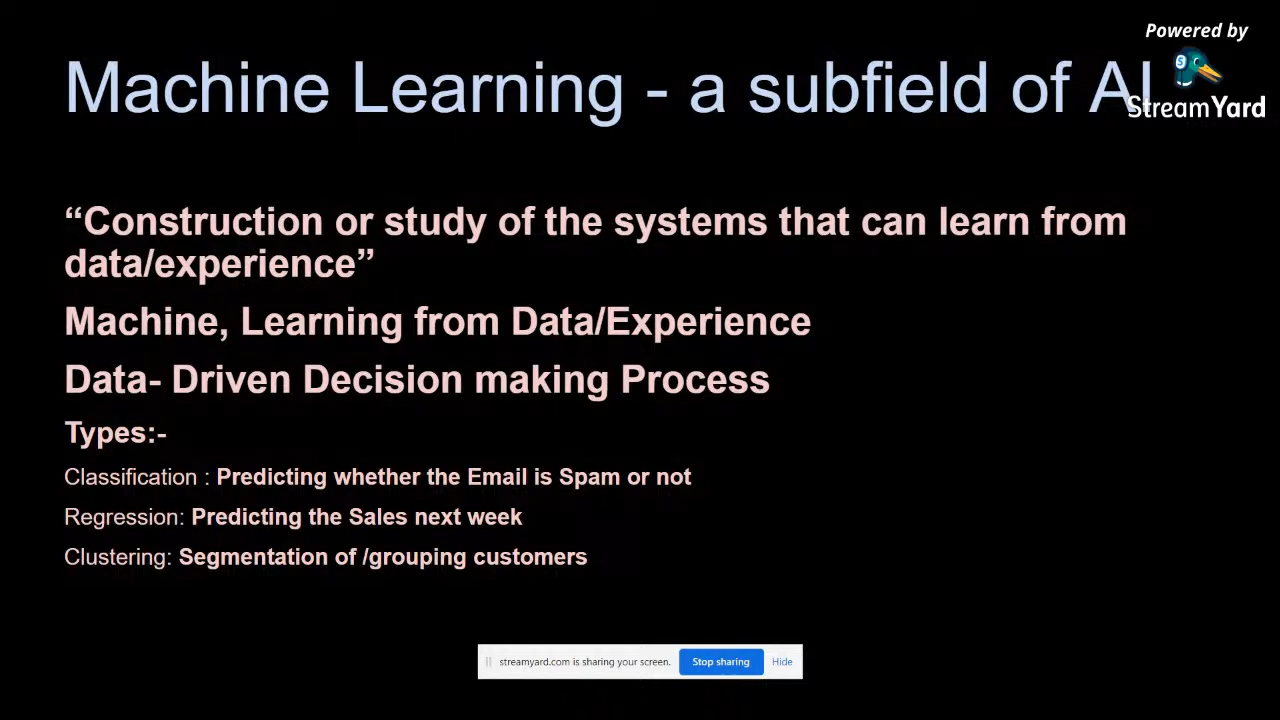 Powered by
Machine Learning - a subfield of AI
StreamYard
“Construction or study of the systems that can learn from
data/experience”
Machine, Learning from Data/Experience
Data- Driven Decision making Process
Types:-
Classification : Predicting whether the Email is Spam or not
Regression: Predicting the Sales next week
Clustering: Segmentation of /grouping customers
streamyard.com is sharing your screen. Stop sharing Hide